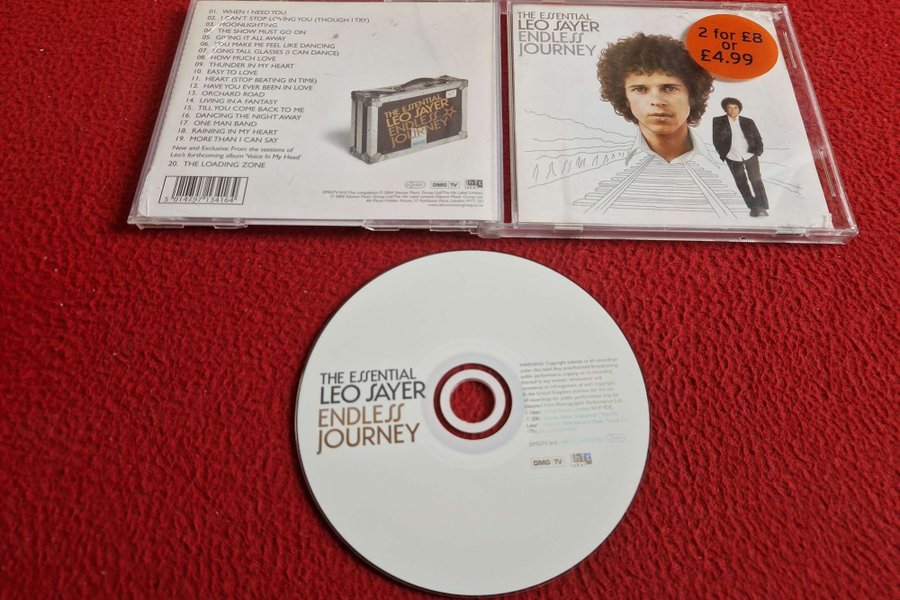 01. WHEN I NEED YOU
02. I CAN'T STOP LOVING YOU (THOUGH I TRY)
03. MOONLIGHTING
04. THE SHOW MUST GO ON
05. GIVING IT ALL AWAY
06. YOU MAKE ME FEEL LIKE DANCING
07. LONG TALL GLASSES (I CAN DANCE)
08. HOW MUCH LOVE
09. THUNDER IN MY HEART
10. EASY TO LOVE
11. HEART (STOP BEATING IN TIME)
12. HAVE YOU EVER BEEN IN LOVE
13. ORCHARD ROAD
14. LIVING IN A FANTASY
15. TILL YOU COME BACK TO ME
16. DANCING THE NIGHT AWAY
17. ONE MAN BAND
18. RAINING IN MY HEART
19. MORE THAN I CAN SAY
New and Exclusive: From the sessions of
Leo's forthcoming album 'Voice In My Head'
20. THE LOADING ZONE
5 014797 134164
THE ESSENTIAL
LEO SAYER
ENDLESS
JOURNEY
DMG TV
THE ESSENTIAL
LEO SAYER
ENDLESS
JOURNEY
2 for £8
or
£4.99
THE ESSENTIAL
LEO SAYER
ENDLESS
JOURNEY
DMG TV